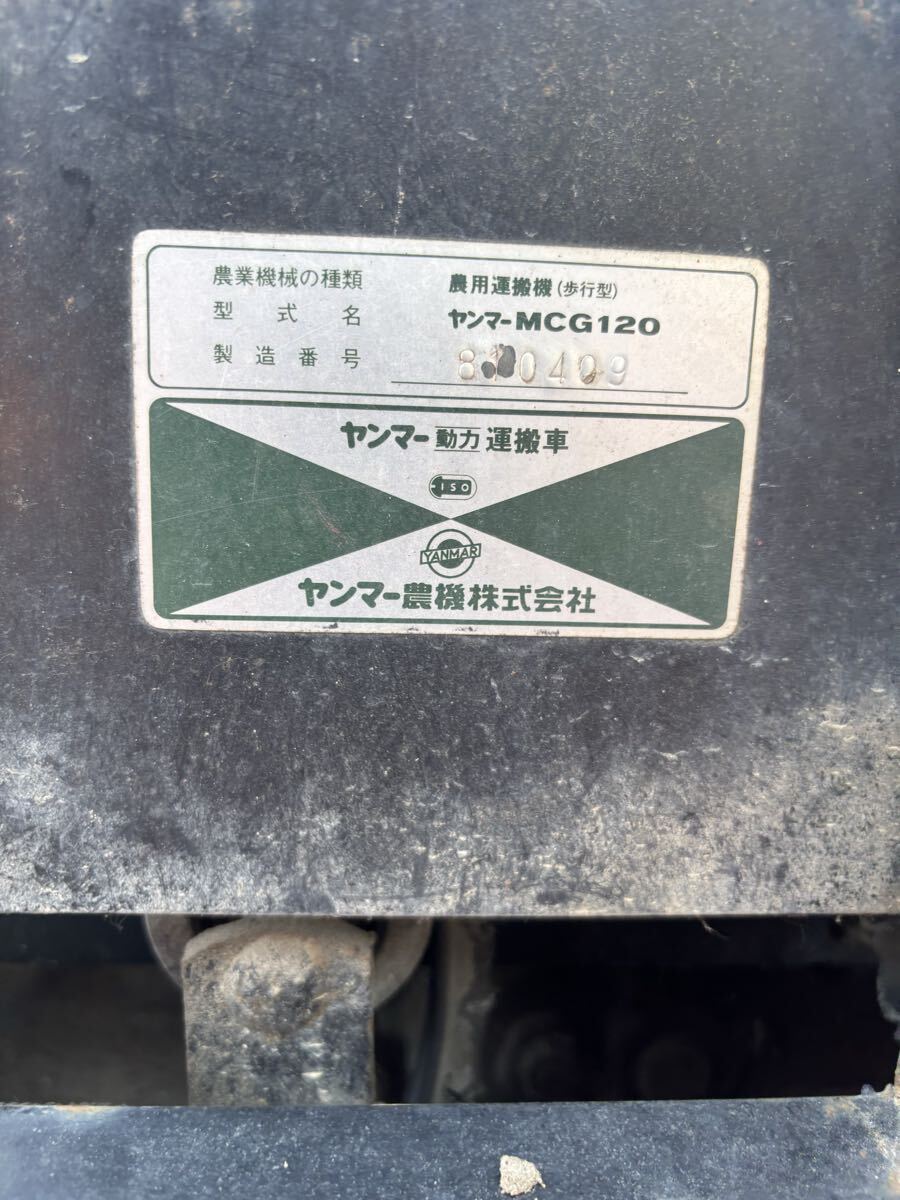 農業機械の種類 農用運搬機(歩行型)
型式名 ヤンマーMCG120
製造番号
ヤンマー動力運搬車
ISO
YANMAR
ヤンマー農機株式会社